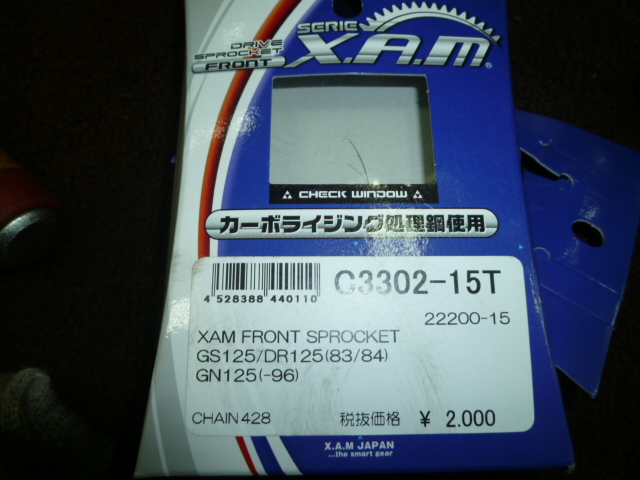 SERIE
X.A.M®
DRIVE
SPROCKET
FRONT
CHECK WINDOW
カーボライジング処理鋼使用
4 528388 440110
C3302-15T
22200-15
XAM FRONT SPROCKET
GS125/DR125(83/84)
GN125(-96)
CHAIN 428 税抜価格 ¥ 2.000
X.A.M JAPAN
...the smart gear